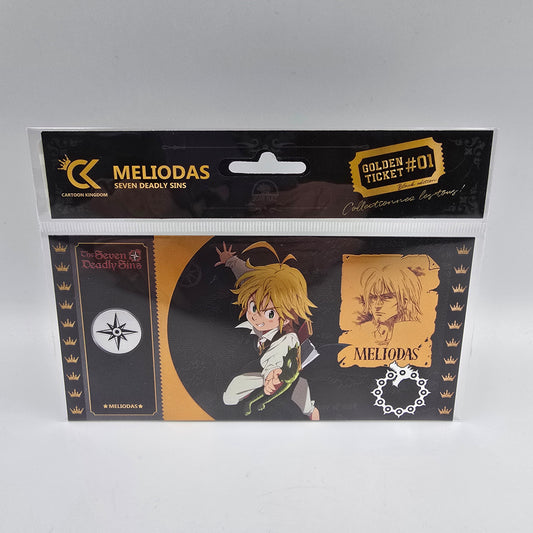 CK
CARTOON KINGDOM
MELIODAS
SEVEN DEADLY SINS
GOLDEN
TICKET
#01
Black edition
Collectionnez les tous !
The Seven
Deadly Sins
★MELIODAS★
MELIODAS